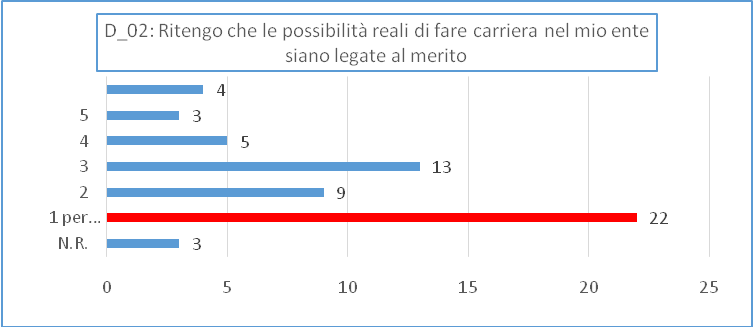 D_02: Ritengo che le possibilità reali di fare carriera nel mio ente
siano legate al merito
4
5 3
4 5
3 13
2 9
1 per... 22
N.R. 3
0 5 10 15 20 25